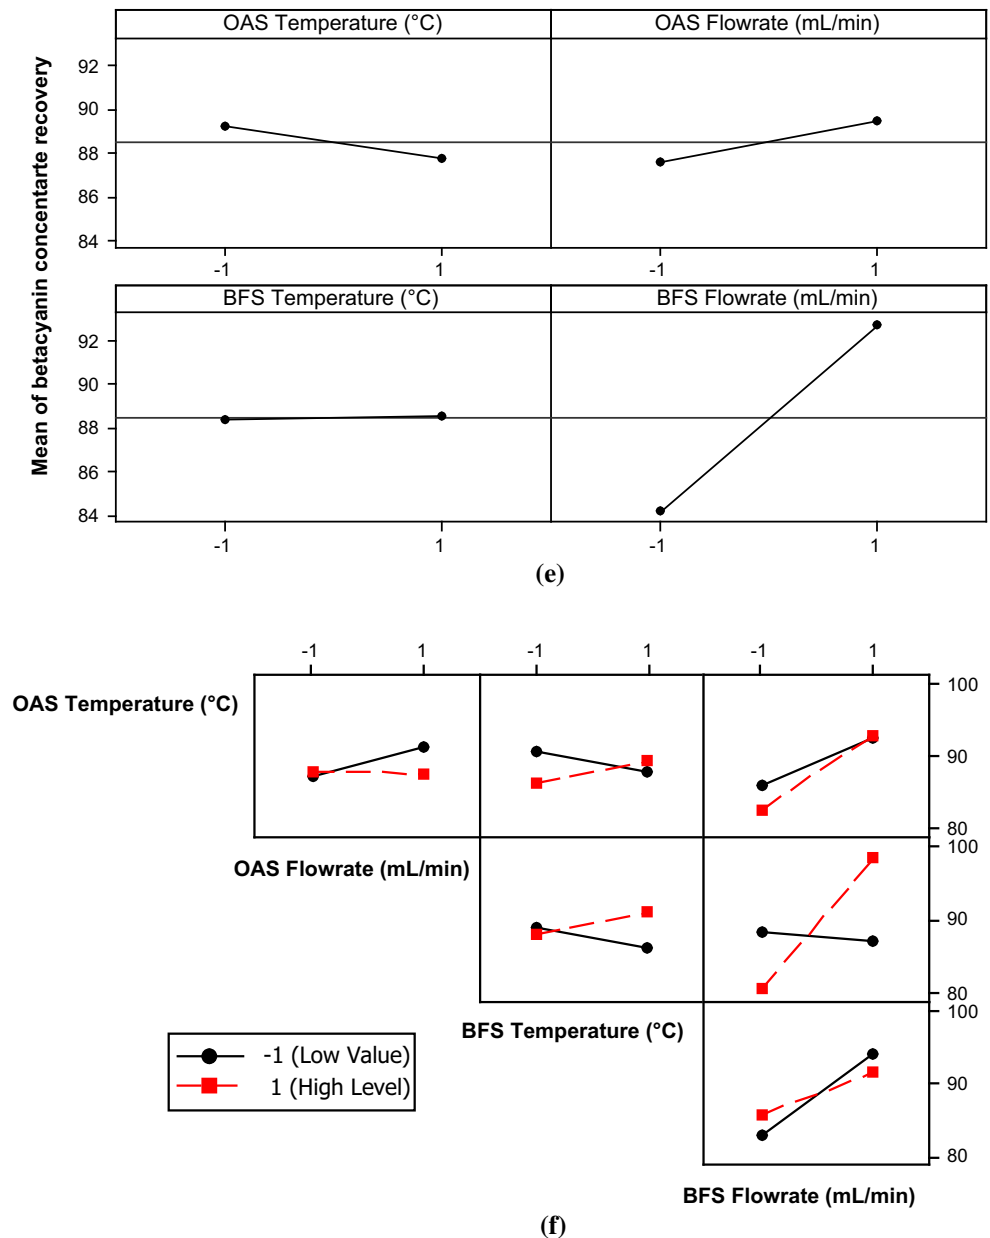 OAS Temperature (°C) OAS Flowrate (mL/min)
92
90
88
86
84
-1 1 -1 1
Mean of betacyanin concentarte recovery
BFS Temperature (°C) BFS Flowrate (mL/min)
92
90
88
86
84
-1 1 -1 1
(e)
-1 1 -1 1 -1 1
OAS Temperature (°C)
100
90
80
OAS Flowrate (mL/min)
100
90
80
BFS Temperature (°C)
100
90
80
-1 (Low Value)
1 (High Level)
BFS Flowrate (mL/min)
(f)